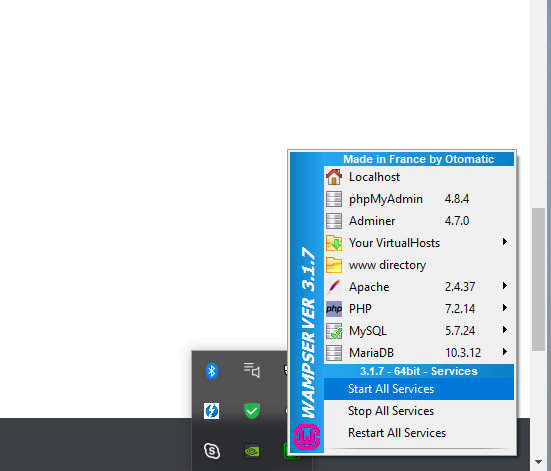 Made in France by Otomatic
Localhost
phpMyAdmin 4.8.4
Adminer 4.7.0
Your VirtualHosts
www directory
Apache 2.4.37
php PHP 7.2.14
MySQL 5.7.24
MariaDB 10.3.12
WAMPSERVER 3.1.7
3.1.7 - 64bit - Services
Start All Services
Stop All Services
Restart All Services